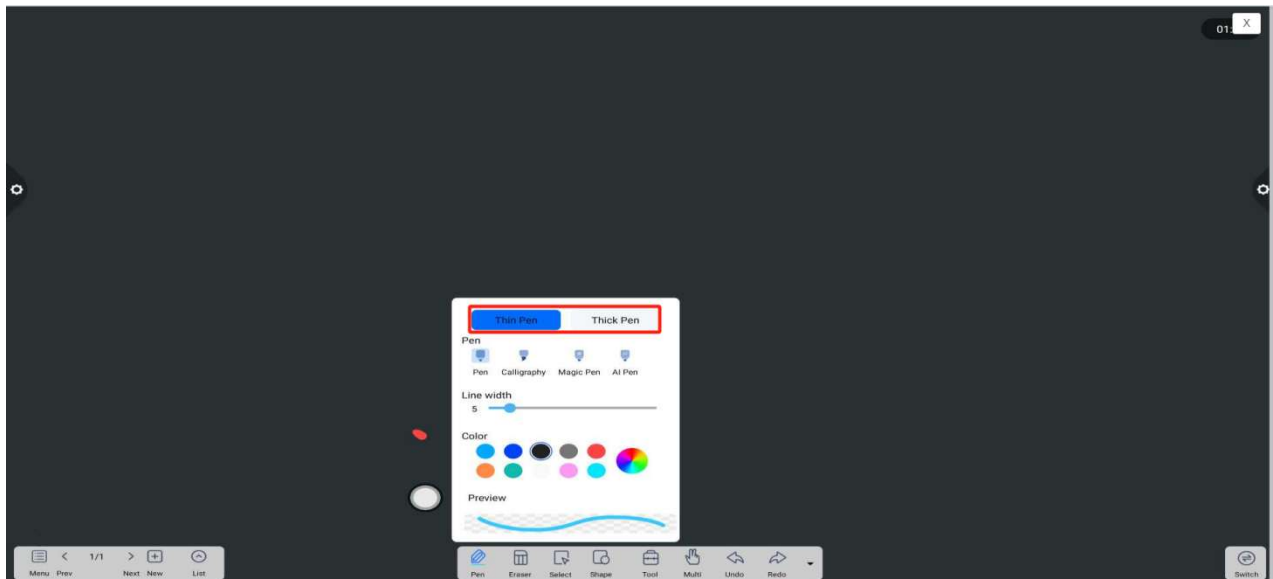 01:
X
Thin Pen Thick Pen
Pen
Pen Calligraphy Magic Pen AI Pen
Line width
5
Color
Preview
1/1
Menu Prev Next New List
Pen Eraser Select Shape Tool Multi Undo Redo
Switch